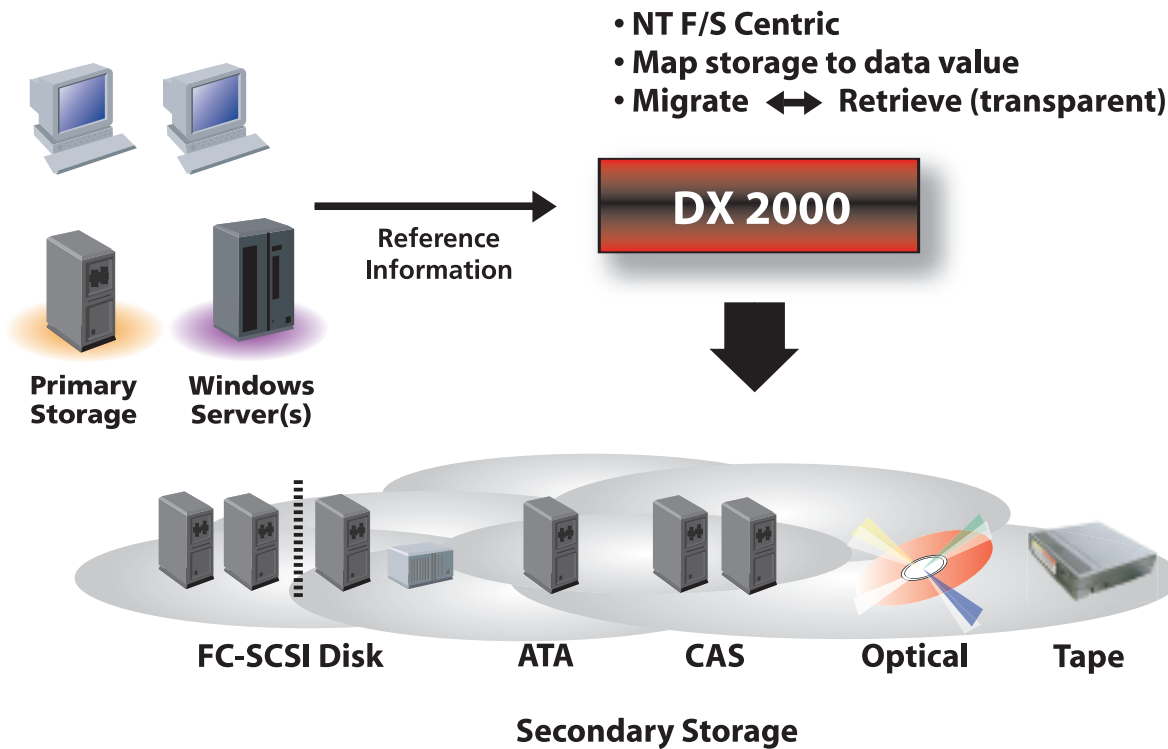 • NT F/S Centric
• Map storage to data value
• Migrate ↔ Retrieve (transparent)
DX 2000
Reference
Information
Primary
Storage
Windows
Server(s)
FC-SCSI Disk
ATA
CAS
Optical
Tape
Secondary Storage